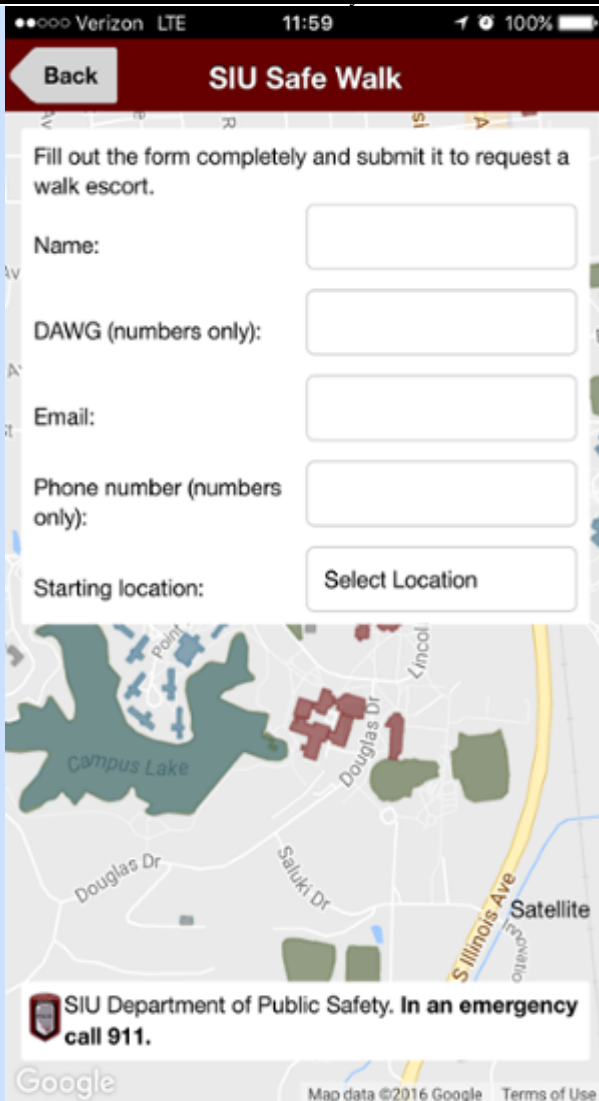 Verizon LTE 11:59 100%
Back SIU Safe Walk
Fill out the form completely and submit it to request a
walk escort.
Name:
DAWG (numbers only):
Email:
Phone number (numbers
only):
Starting location: Select Location
Point
Lincol
Douglas Dr
Campus Lake
Douglas Dr
Saluki Dr
S Illinois Ave
Satellite
Innovatio
SIU Department of Public Safety. In an emergency
call 911.
Google
Map data ©2016 Google Terms of Use